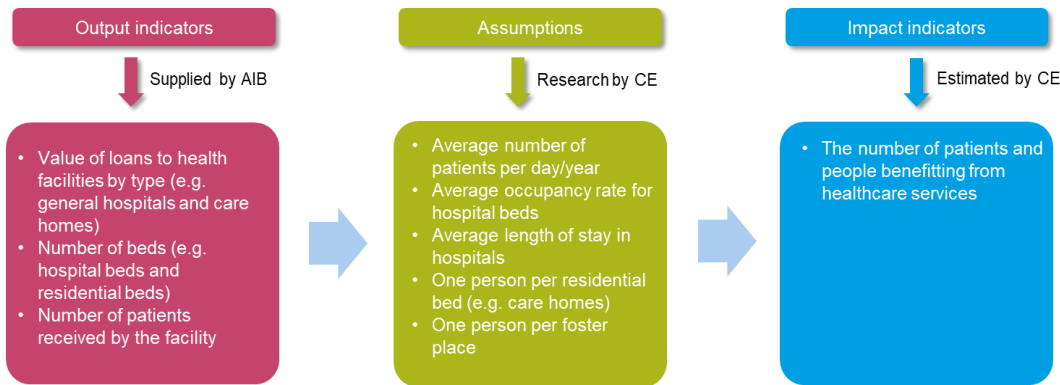 Output indicators
Supplied by AIB
• Value of loans to health
facilities by type (e.g.
general hospitals and care
homes)
• Number of beds (e.g.
hospital beds and
residential beds)
• Number of patients
received by the facility
Assumptions
Research by CE
• Average number of
patients per day/year
• Average occupancy rate for
hospital beds
• Average length of stay in
hospitals
• One person per residential
bed (e.g. care homes)
• One person per foster
place
Impact indicators
Estimated by CE
• The number of patients and
people benefitting from
healthcare services